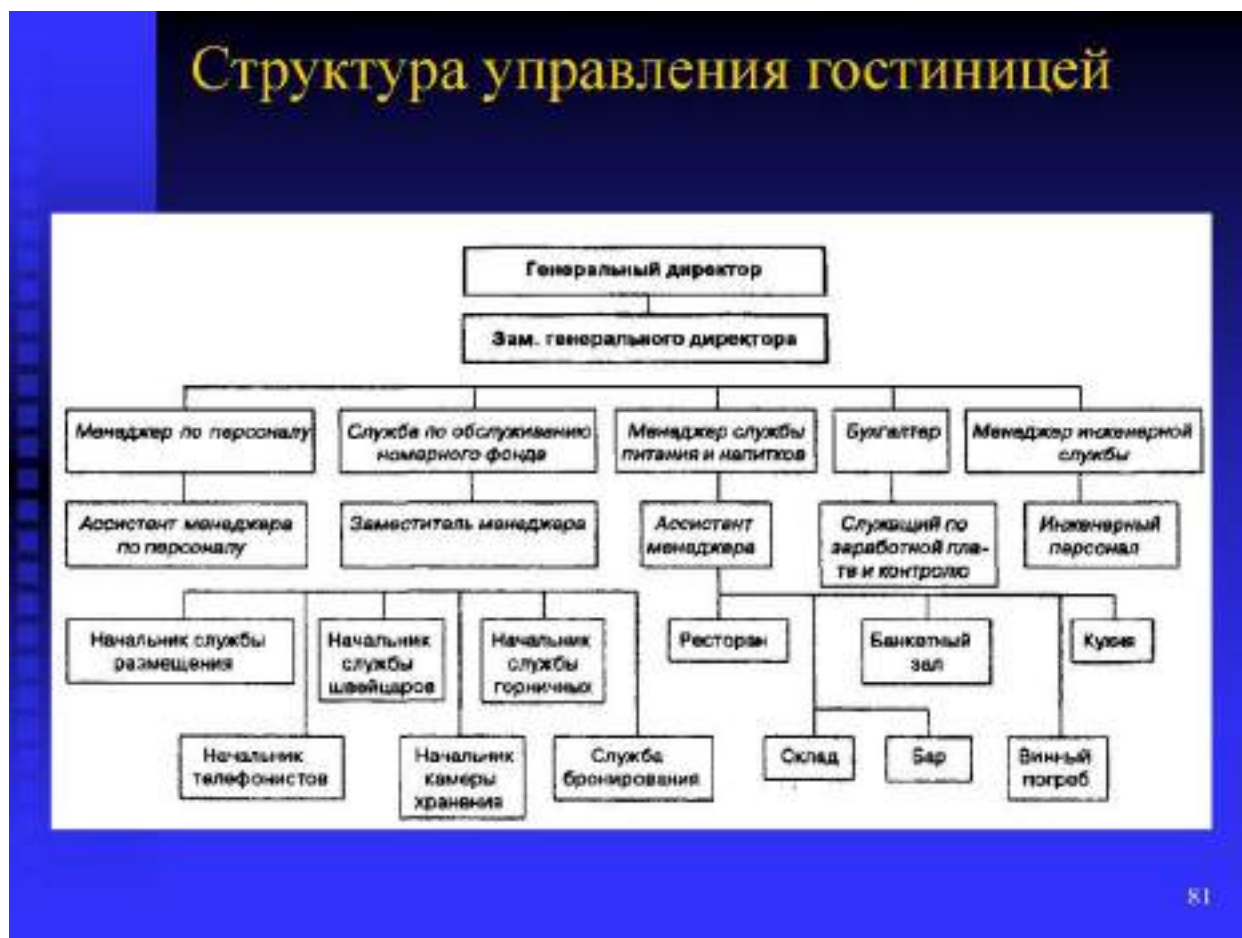 Структура управления гостиницей
Генеральный директор
Зам. генерального директора
Менеджер по персоналу
Служба по обслуживанию
номерного фонда
Менеджер службы
питания и напитков
Бухгалтер
Менеджер инженерной
службы
Ассистент менеджера
по персоналу
Заместитель менеджера
Ассистент
менеджера
Служащий по
заработной пла-
те и контролю
Инженерный
персонал
Начальник службы
размещения
Начальник
службы
швейцаров
Начальник
службы
горничных
Ресторан
Банкетный
зал
Кухня
Начальник
телефонистов
Начальник
камеры
хранения
Служба
бронирования
Склад
Бар
Винный
погреб
81